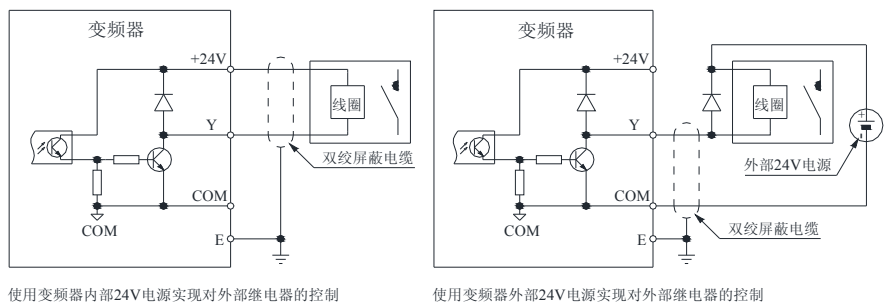 变频器
+24V
线圈
Y
双绞屏蔽电缆
COM
COM
E
使用变频器内部24V电源实现对外部继电器的控制
变频器
+24V
线圈
Y
+
外部24V电源
COM
COM
双绞屏蔽电缆
E
使用变频器外部24V电源实现对外部继电器的控制